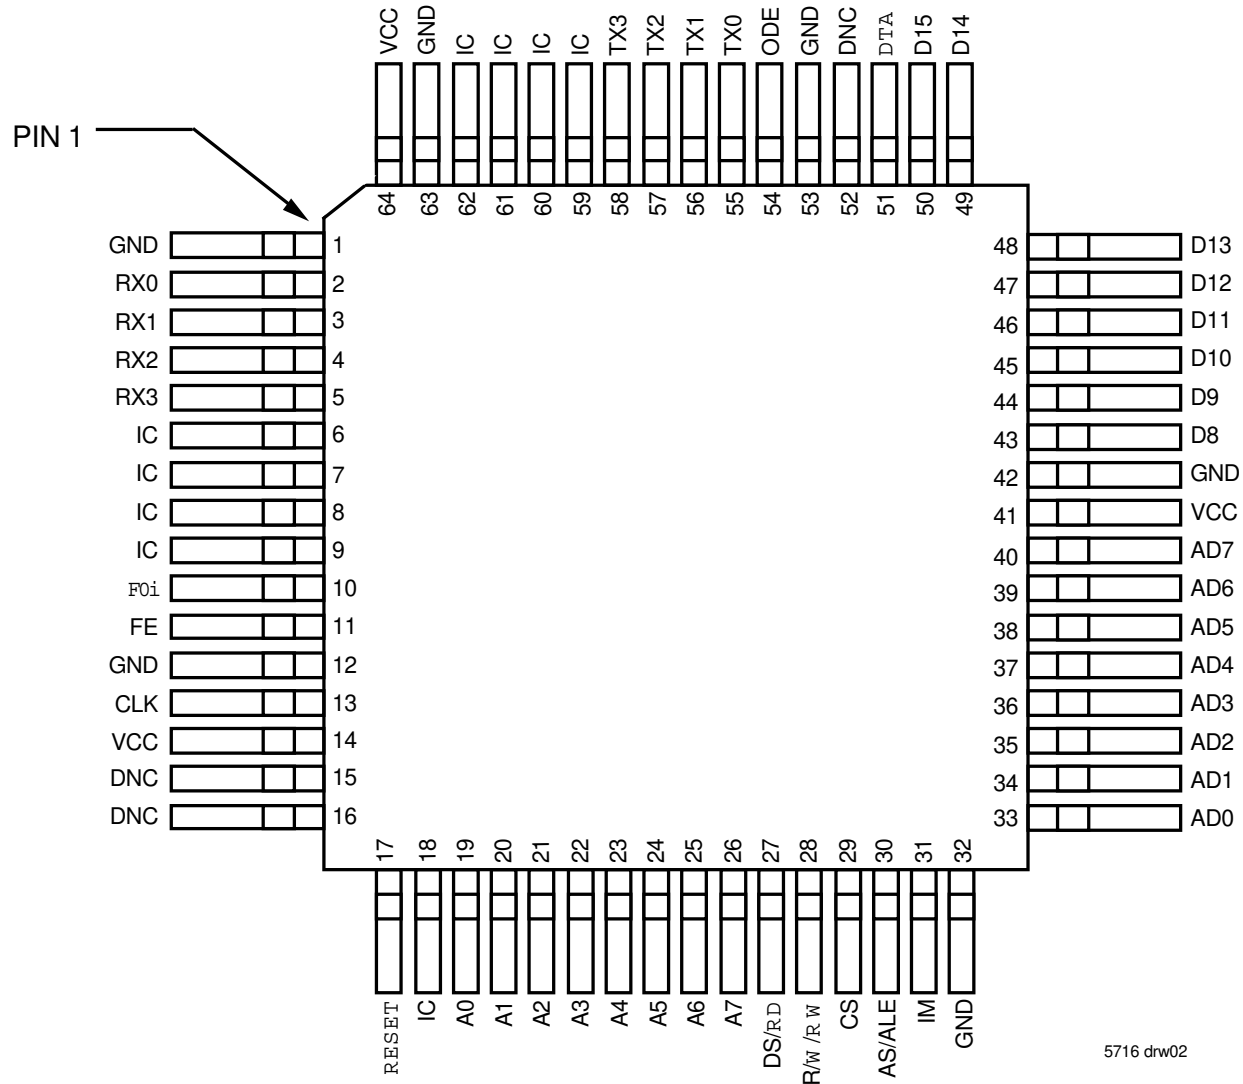 VCC GND IC IC IC IC TX3 TX2 TX1 TX0 ODE GND DNC DTA D15 D14
PIN 1
64 63 62 61 60 59 58 57 56 55 54 53 52 51 50 49
GND 1 48 D13
RX0 2 47 D12
RX1 3 46 D11
RX2 4 45 D10
RX3 5 44 D9
IC 6 43 D8
IC 7 42 GND
IC 8 41 VCC
IC 9 40 AD7
F0i 10 39 AD6
FE 11 38 AD5
GND 12 37 AD4
CLK 13 36 AD3
VCC 14 35 AD2
DNC 15 34 AD1
DNC 16 33 AD0
17 18 19 20 21 22 23 24 25 26 27 28 29 30 31 32
RESET IC A0 A1 A2 A3 A4 A5 A6 A7 DS/RD R/W/RW CS AS/ALE IM GND
5716 drw02